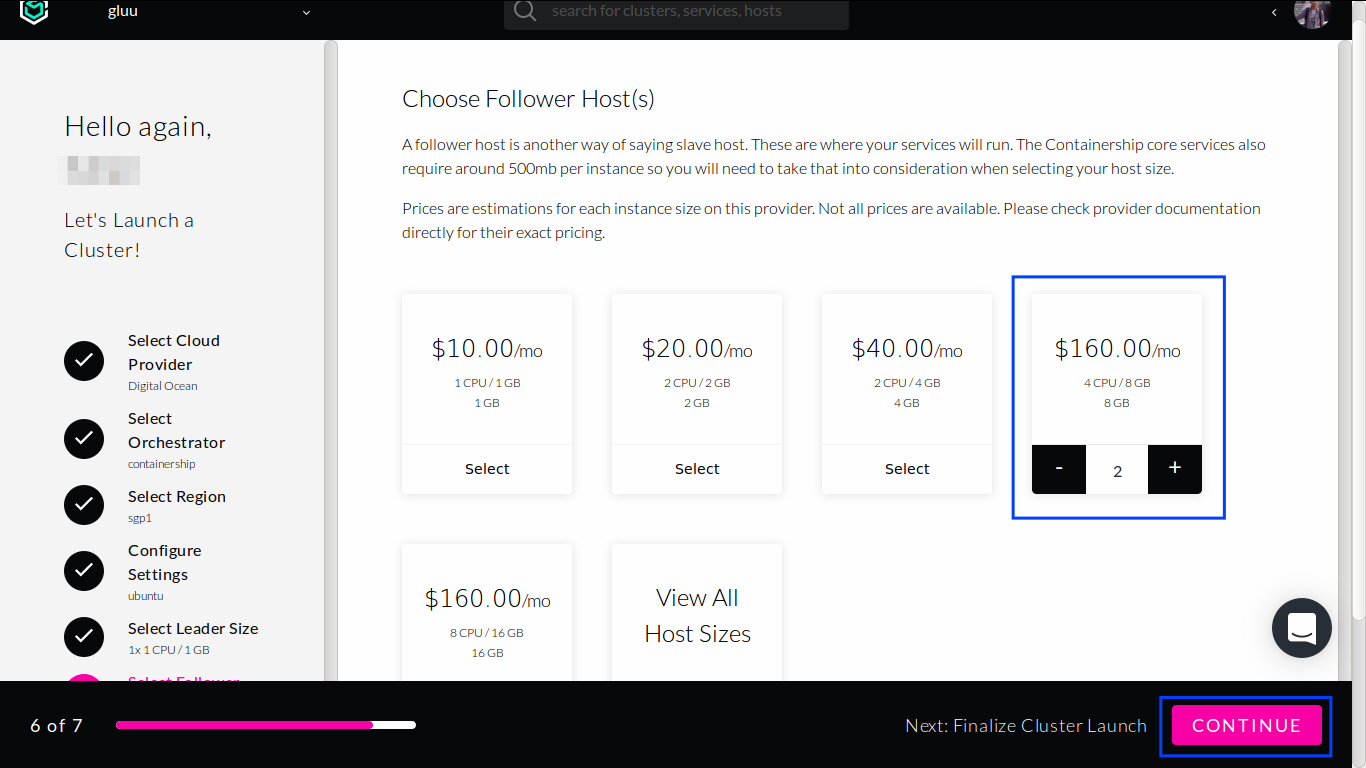 gluu
search for clusters, services, hosts
Hello again,
Let's Launch a
Cluster!
Select Cloud
Provider
Digital Ocean
Select
Orchestrator
containership
Select Region
sgp1
Configure
Settings
ubuntu
Select Leader Size
1x 1 CPU / 1 GB
Select Follower
Choose Follower Host(s)
A follower host is another way of saying slave host. These are where your services will run. The Containership core services also
require around 500mb per instance so you will need to take that into consideration when selecting your host size.
Prices are estimations for each instance size on this provider. Not all prices are available. Please check provider documentation
directly for their exact pricing.
$10.00/mo
1 CPU / 1 GB
1 GB
Select
$20.00/mo
2 CPU / 2 GB
2 GB
Select
$40.00/mo
2 CPU / 4 GB
4 GB
Select
$160.00/mo
4 CPU / 8 GB
8 GB
- 2 +
$160.00/mo
8 CPU / 16 GB
16 GB
View All
Host Sizes
6 of 7
Next: Finalize Cluster Launch
CONTINUE